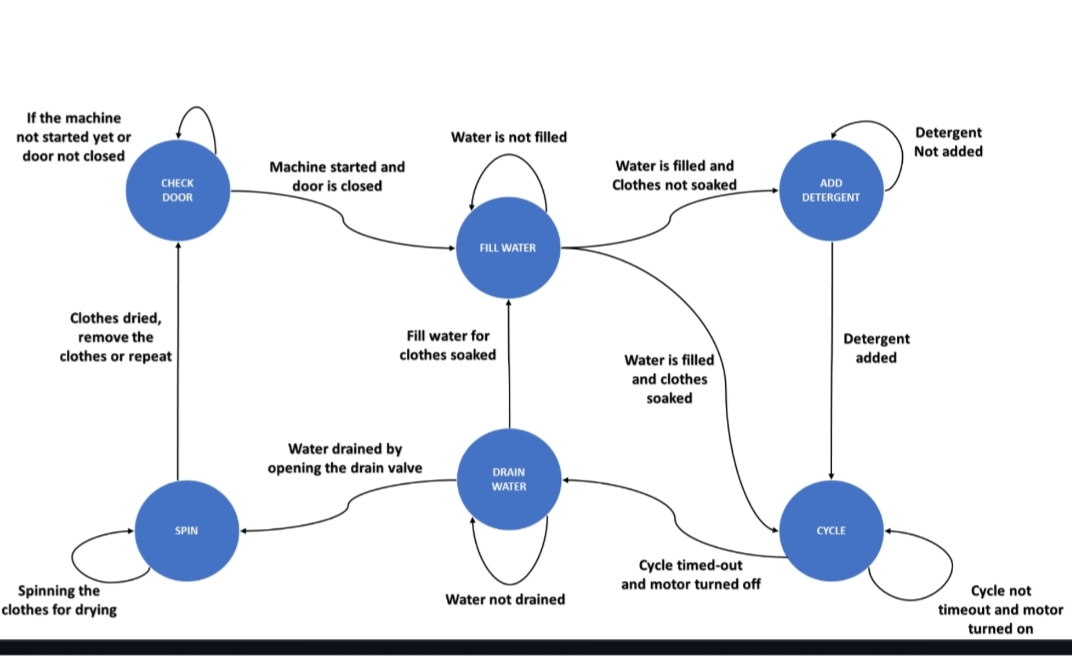 If the machine
not started yet or
door not closed
CHECK
DOOR
Machine started and
door is closed
Water is not filled
FILL WATER
Water is filled and
Clothes not soaked
ADD
DETERGENT
Detergent
Not added
Clothes dried,
remove the
clothes or repeat
Fill water for
clothes soaked
Water is filled
and clothes
soaked
Detergent
added
Water drained by
opening the drain valve
DRAIN
WATER
SPIN
CYCLE
Spinning the
clothes for drying
Water not drained
Cycle timed-out
and motor turned off
Cycle not
timeout and motor
turned on